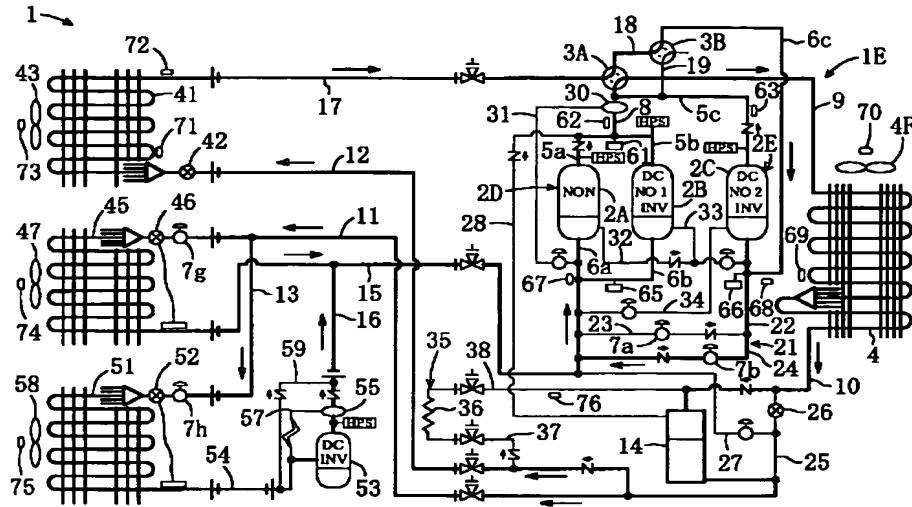 1
72
18
3A
3B
6c
1E
43
41
17
19
30
8
5c
63
9
70
4F
31
62
HPS
71
42
12
73
5a
HPS
61
5b
HPS
2C
2E
2D
NON
2A
DC
NO 1
INV
2B
DC
NO 2
INV
45
46
11
28
33
69
47
7g
32
6a
6b
13
15
67
65
66
68
74
16
34
22
23
7a
21
24
4
51
52
59
35
38
7b
10
58
7h
55
36
76
26
57
HPS
14
37
27
25
DC
INV
53
54
75